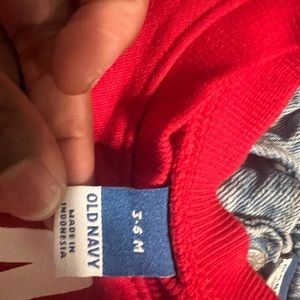 OLD NAVY
MADE IN
INDONESIA
3-6 M